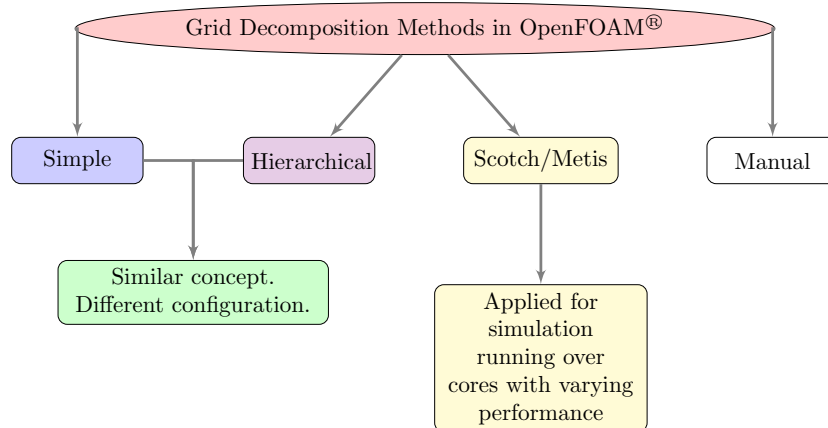 Grid Decomposition Methods in OpenFOAM®
Simple
Hierarchical
Scotch/Metis
Manual
Similar concept.
Different configuration.
Applied for
simulation
running over
cores with varying
performance